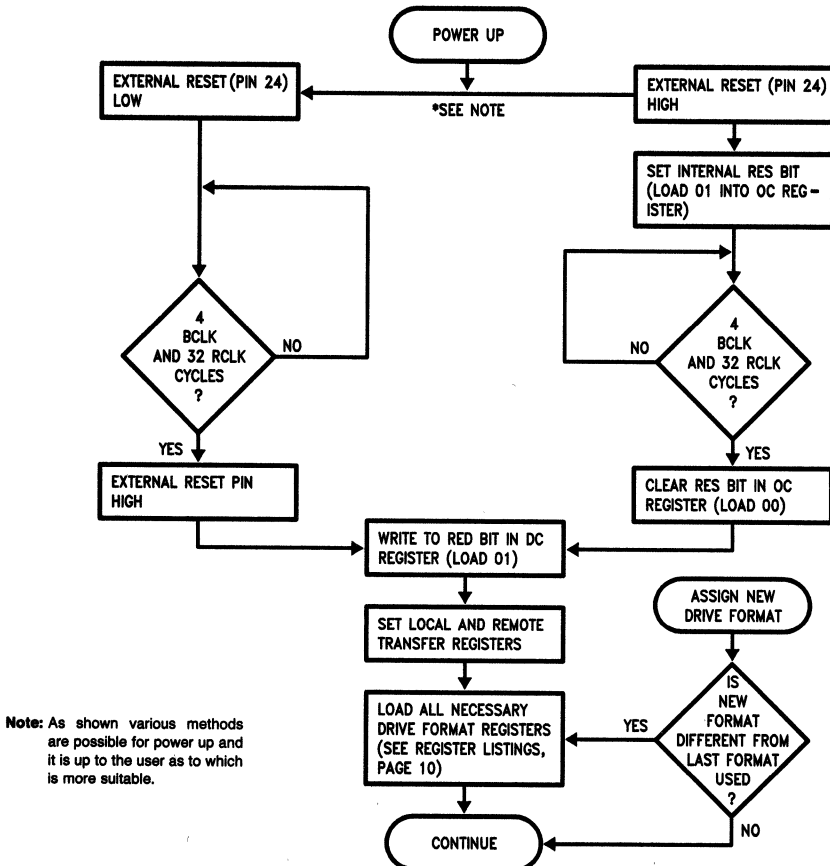 POWER UP
EXTERNAL RESET (PIN 24)
LOW
*SEE NOTE
EXTERNAL RESET (PIN 24)
HIGH
SET INTERNAL RES BIT
(LOAD 01 INTO OC REG-
ISTER)
4
BCLK
AND 32 RCLK
CYCLES
?
NO
YES
NO
4
BCLK
AND 32 RCLK
CYCLES
?
YES
EXTERNAL RESET PIN
HIGH
CLEAR RES BIT IN OC
REGISTER (LOAD 00)
WRITE TO RED BIT IN DC
REGISTER (LOAD 01)
SET LOCAL AND REMOTE
TRANSFER REGISTERS
LOAD ALL NECESSARY
DRIVE FORMAT REGISTERS
(SEE REGISTER LISTINGS,
PAGE 10)
ASSIGN NEW
DRIVE FORMAT
IS
NEW
FORMAT
DIFFERENT FROM
LAST FORMAT
USED
?
YES
NO
CONTINUE
Note: As shown various methods
are possible for power up and
it is up to the user as to which
is more suitable.